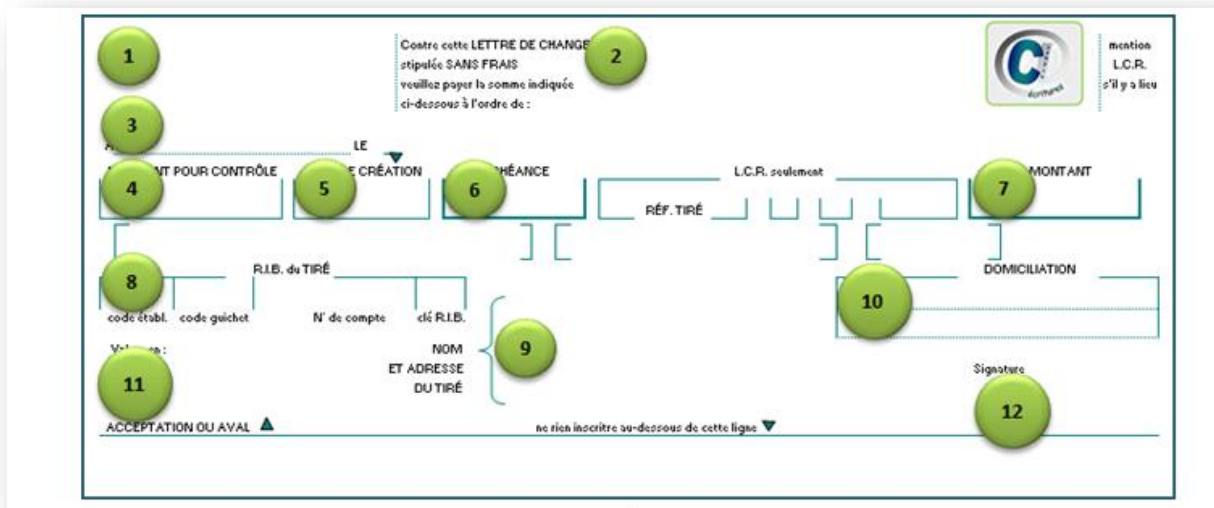 1
Contre cette LETTRE DE CHANGE
stipulée SANS FRAIS
veuillez payer la somme indiquée
ci-dessous à l'ordre de :
2
mention
L.C.R.
s'il y a lieu
écritures
3
LE
4
POUR CONTRÔLE
5
CRÉATION
6
L.C.R. seulement
7
MONTANT
RÉF. TIRÉ
8
R.I.B. du TIRÉ
code établ. code guichet N° de compte clé R.I.B.
DOMICILIATION
10
NOM
ET ADRESSE
DU TIRÉ
9
11
Signature
12
ACCEPTATION OU AVAL
ne rien inscrire au-dessous de cette ligne